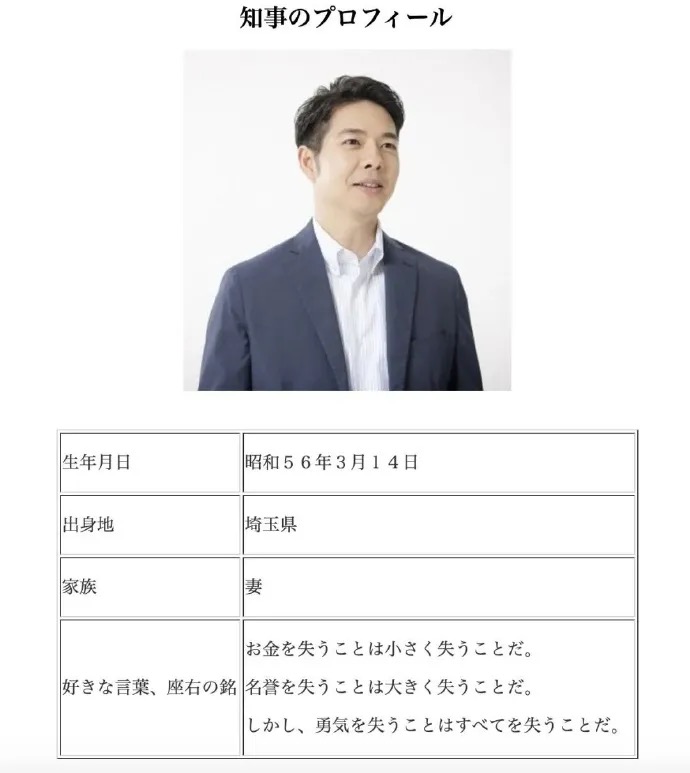 知事のプロフィール
生年月日
昭和５６年３月１４日
出身地
埼玉県
家族
妻
好きな言葉、座右の銘
お金を失うことは小さく失うことだ。
名誉を失うことは大きく失うことだ。
しかし、勇気を失うことはすべてを失うことだ。